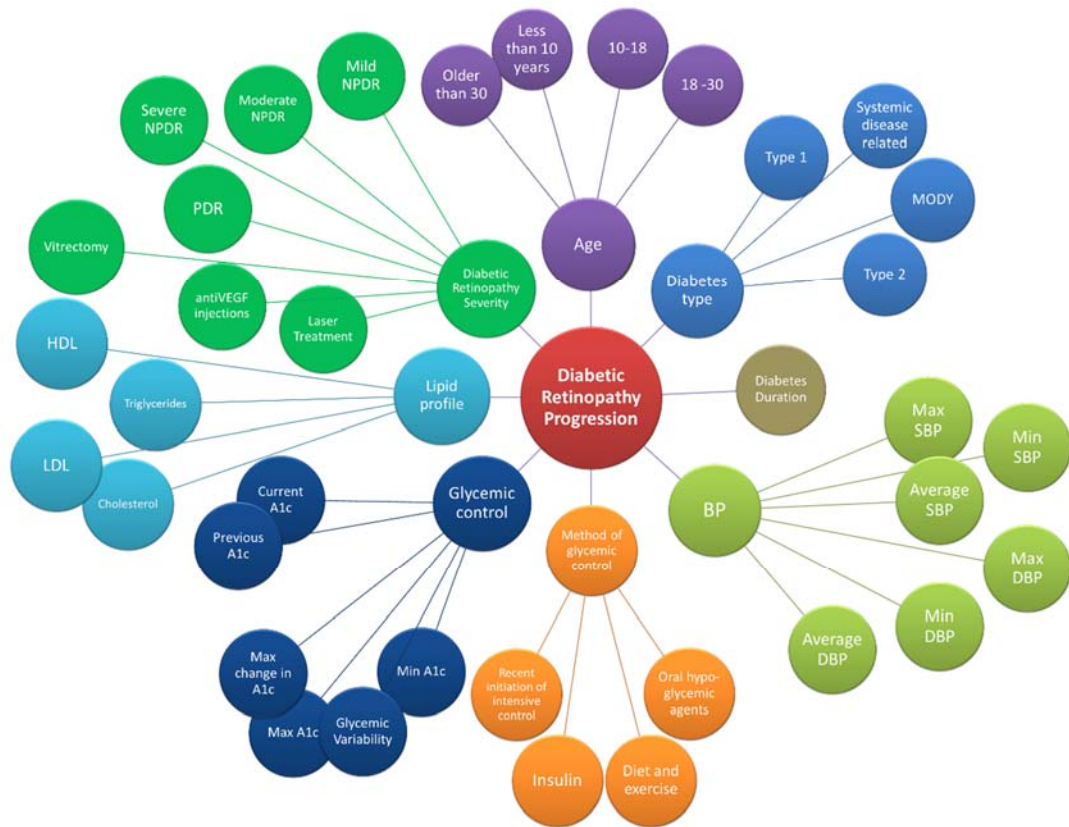 Less
than 10
years
10-18
Older
than 30
18 -30
Mild
NPDR
Moderate
NPDR
Severe
NPDR
PDR
Vitrectomy
antiVEGF
injections
Laser
Treatment
Diabetic
Retinopathy
Severity
Age
Diabetes
type
Type 1
Systemic
disease
related
MODY
Type 2
Diabetic
Retinopathy
Progression
Diabetes
Duration
HDL
Triglycerides
LDL
Cholesterol
Lipid
profile
Glycemic
control
Current
A1c
Previous
A1c
Max
change in
A1c
Max A1c
Glycemic
Variability
Min A1c
Method of
glycemic
control
Recent
initiation of
intensive
control
Insulin
Diet and
exercise
Oral hypo-
glycemic
agents
BP
Max
SBP
Min
SBP
Average
SBP
Max
DBP
Min
DBP
Average
DBP